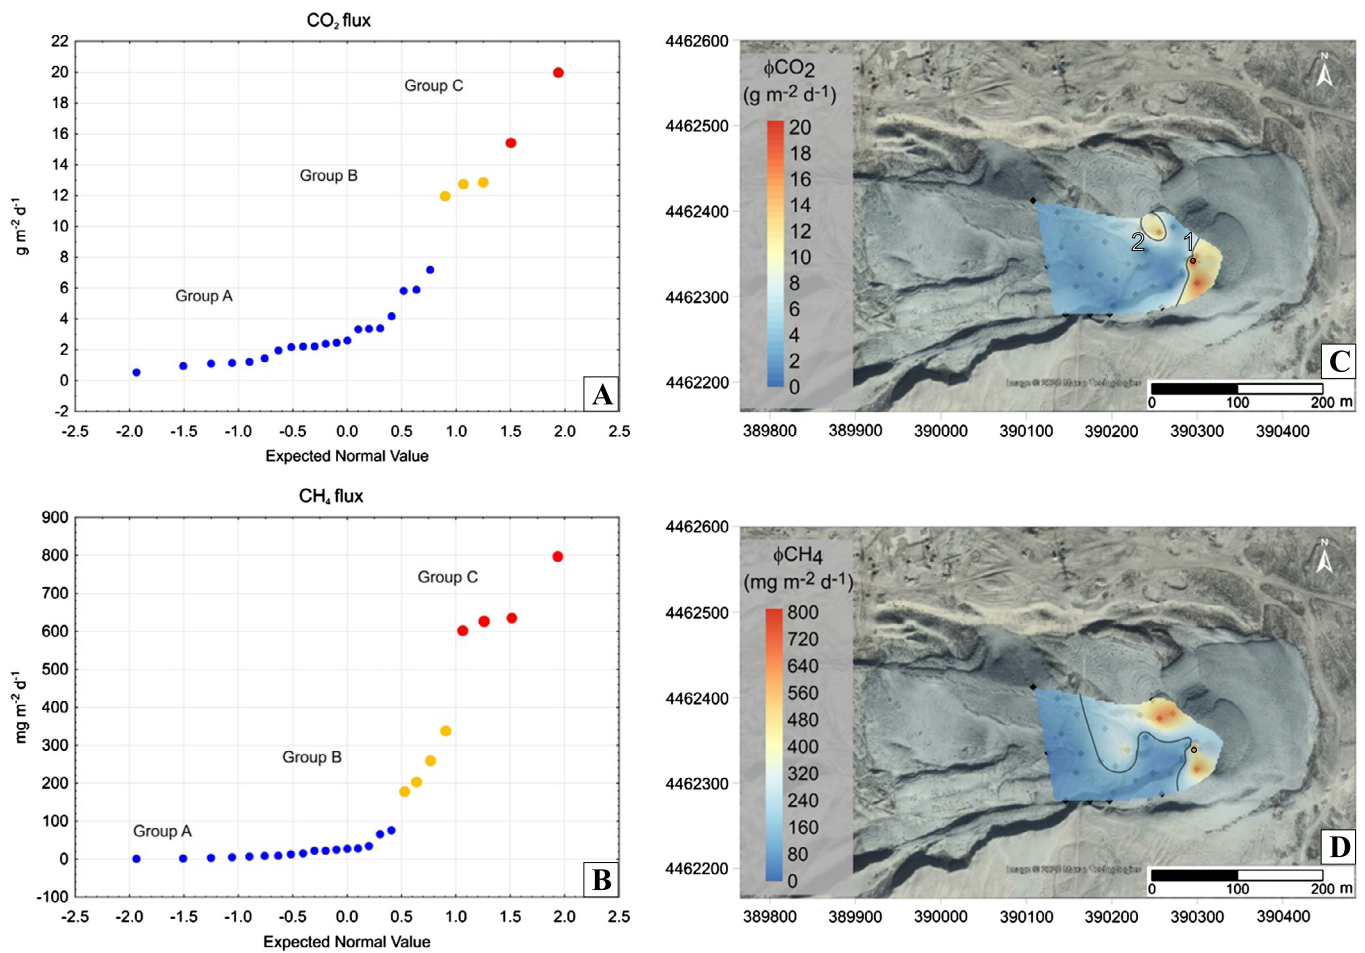 CO₂ flux
22
20
18
16
14
12
10
8
6
4
2
0
-2
g m⁻² d⁻¹
Group C
Group B
Group A
A
-2.5 -2.0 -1.5 -1.0 -0.5 0.0 0.5 1.0 1.5 2.0 2.5
Expected Normal Value
4462600
4462500
4462400
4462300
4462200
ϕCO2
(g m-2 d-1)
20
18
16
14
12
10
8
6
4
2
0
N
2 1
C
0 100 200 m
389800 389900 390000 390100 390200 390300 390400
CH₄ flux
900
800
700
600
500
400
300
200
100
0
-100
mg m⁻² d⁻¹
Group C
Group B
Group A
B
-2.5 -2.0 -1.5 -1.0 -0.5 0.0 0.5 1.0 1.5 2.0 2.5
Expected Normal Value
4462600
4462500
4462400
4462300
4462200
ϕCH4
(mg m-2 d-1)
800
720
640
560
480
400
320
240
160
80
0
N
D
0 100 200 m
389800 389900 390000 390100 390200 390300 390400